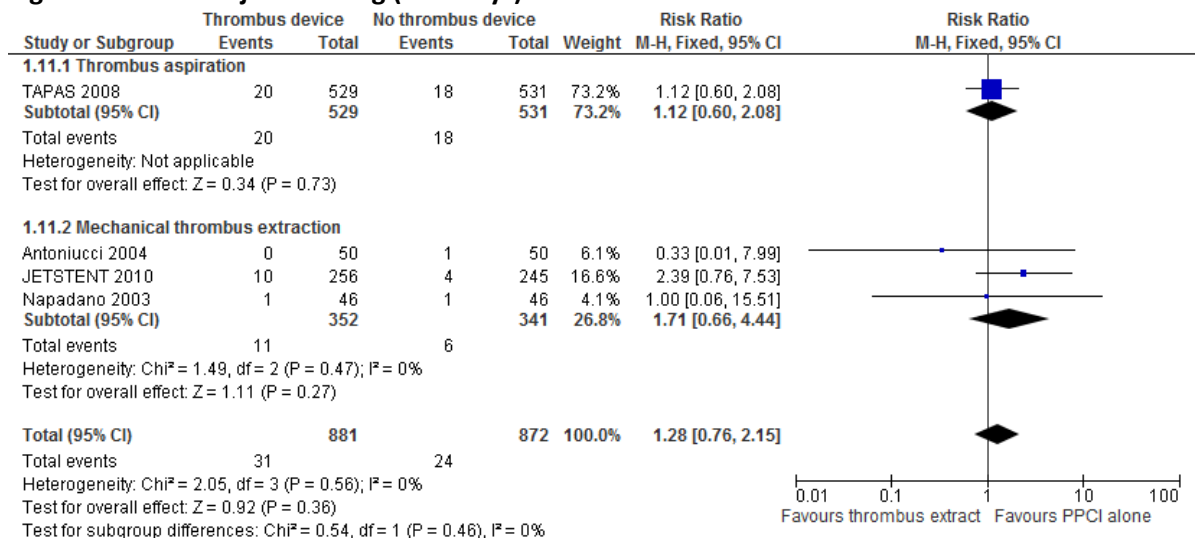 Thrombus device No thrombus device Risk Ratio Risk Ratio
Study or Subgroup Events Total Events Total Weight M-H, Fixed, 95% CI M-H, Fixed, 95% CI
1.11.1 Thrombus aspiration
TAPAS 2008 20 529 18 531 73.2% 1.12 [0.60, 2.08]
Subtotal (95% CI) 529 531 73.2% 1.12 [0.60, 2.08]
Total events 20 18
Heterogeneity: Not applicable
Test for overall effect: Z = 0.34 (P = 0.73)
1.11.2 Mechanical thrombus extraction
Antoniucci 2004 0 50 1 50 6.1% 0.33 [0.01, 7.99]
JETSTENT 2010 10 256 4 245 16.6% 2.39 [0.76, 7.53]
Napadano 2003 1 46 1 46 4.1% 1.00 [0.06, 15.51]
Subtotal (95% CI) 352 341 26.8% 1.71 [0.66, 4.44]
Total events 11 6
Heterogeneity: Chi² = 1.49, df = 2 (P = 0.47); I² = 0%
Test for overall effect: Z = 1.11 (P = 0.27)
Total (95% CI) 881 872 100.0% 1.28 [0.76, 2.15]
Total events 31 24
Heterogeneity: Chi² = 2.05, df = 3 (P = 0.56); I² = 0%
Test for overall effect: Z = 0.92 (P = 0.36)
Test for subgroup differences: Chi² = 0.54, df = 1 (P = 0.46), I² = 0%
0.01 0.1 1 10 100
Favours thrombus extract Favours PPCI alone